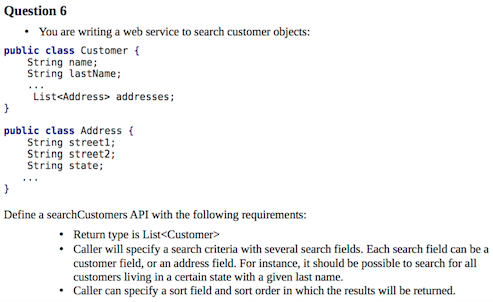 Question 6
• You are writing a web service to search customer objects:
public class Customer {
String name;
String lastName;
...
List<Address> addresses;
}
public class Address {
String street1;
String street2;
String state;
...
}
Define a searchCustomers API with the following requirements:
• Return type is List<Customer>
• Caller will specify a search criteria with several search fields. Each search field can be a
customer field, or an address field. For instance, it should be possible to search for all
customers living in a certain state with a given last name.
• Caller can specify a sort field and sort order in which the results will be returned.